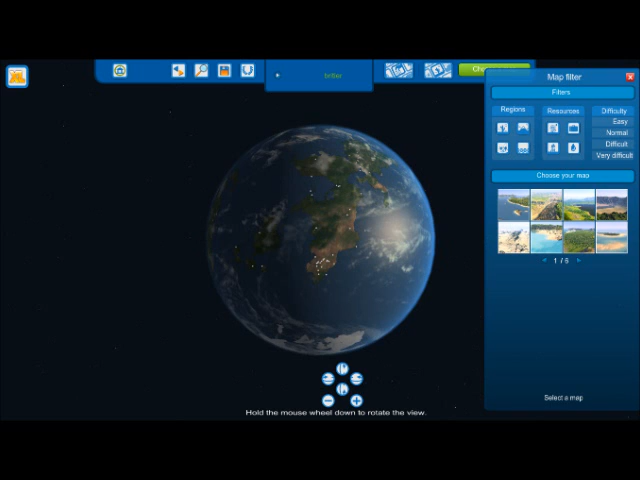 Map filter
Filters
Regions
Resources
Difficulty
Easy
Normal
Difficult
Very difficult
Choose your map
1 / 6
Select a map
Hold the mouse wheel down to rotate the view.